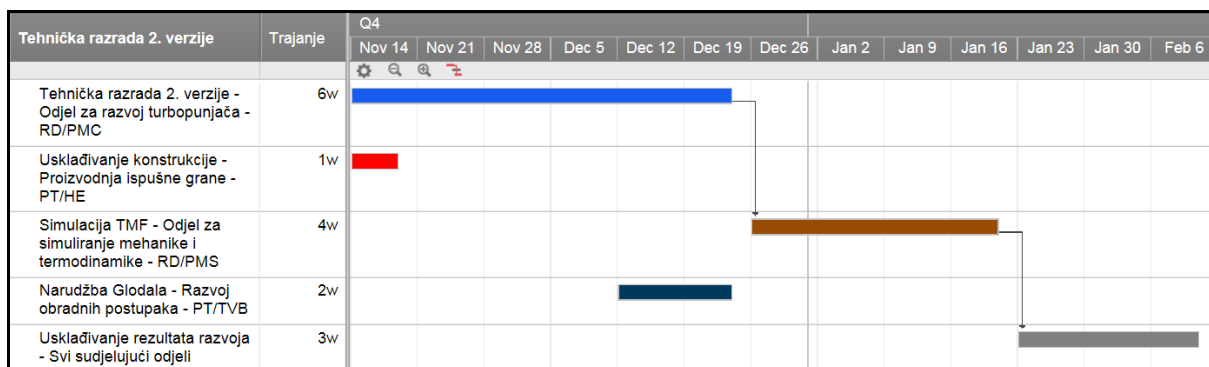 Tehnička razrada 2. verzije
Trajanje
Q4
Nov 14 Nov 21 Nov 28 Dec 5 Dec 12 Dec 19 Dec 26 Jan 2 Jan 9 Jan 16 Jan 23 Jan 30 Feb 6
Tehnička razrada 2. verzije -
Odjel za razvoj turbopunjača -
RD/PMC
6w
Usklađivanje konstrukcije -
Proizvodnja ispušne grane -
PT/HE
1w
Simulacija TMF - Odjel za
simuliranje mehanike i
termodinamike - RD/PMS
4w
Narudžba Glodala - Razvoj
obradnih postupaka - PT/TVB
2w
Usklađivanje rezultata razvoja
- Svi sudjelujući odjeli
3w